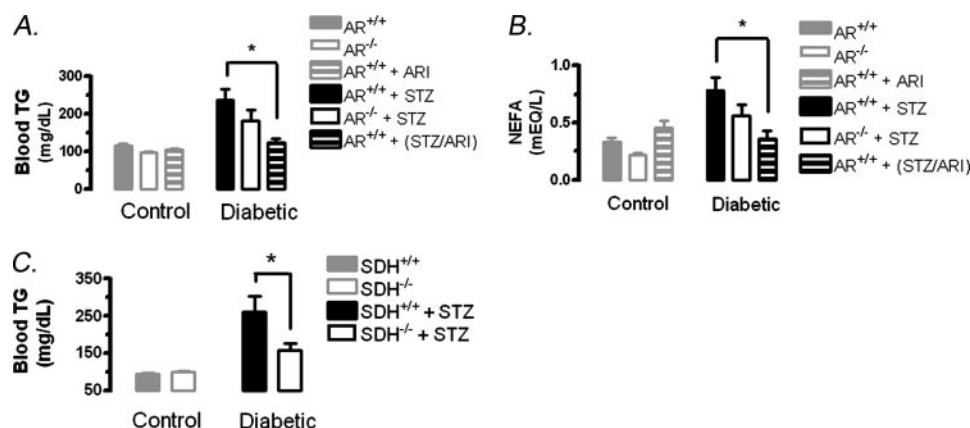 A.
Blood TG
(mg/dL)
300
200
100
0
*
Control
Diabetic
AR+/+
AR-/-
AR+/+ + ARI
AR+/+ + STZ
AR-/- + STZ
AR+/+ + (STZ/ARI)
B.
NEFA
(mEQ/L)
1.0
0.5
0.0
*
Control
Diabetic
AR+/+
AR-/-
AR+/+ + ARI
AR+/+ + STZ
AR-/- + STZ
AR+/+ + (STZ/ARI)
C.
Blood TG
(mg/dL)
350
250
150
50
*
Control
Diabetic
SDH+/+
SDH-/-
SDH+/+ + STZ
SDH-/- + STZ